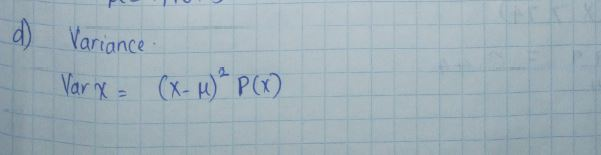 d) Variance.
Var x = (x - μ)² P(x)